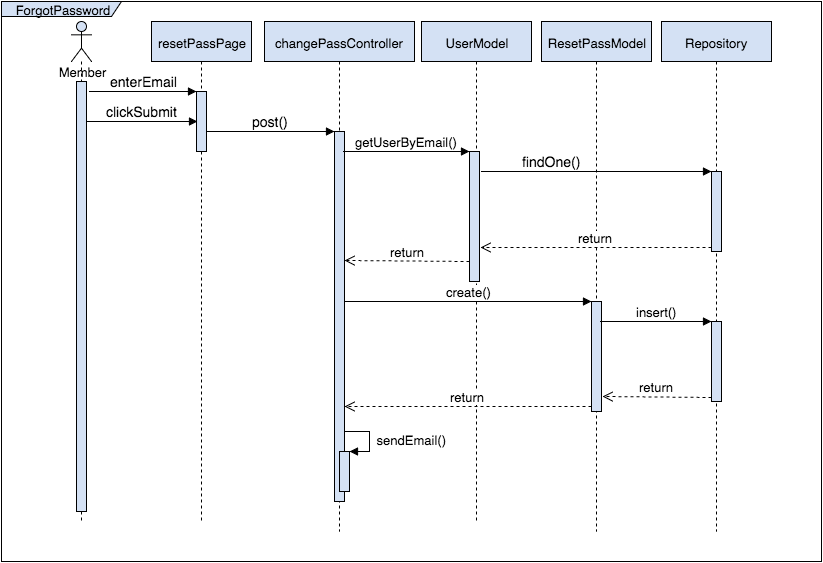 ForgotPassword
Member
resetPassPage
changePassController
UserModel
ResetPassModel
Repository
enterEmail
clickSubmit
post()
getUserByEmail()
findOne()
return
return
create()
insert()
return
return
sendEmail()